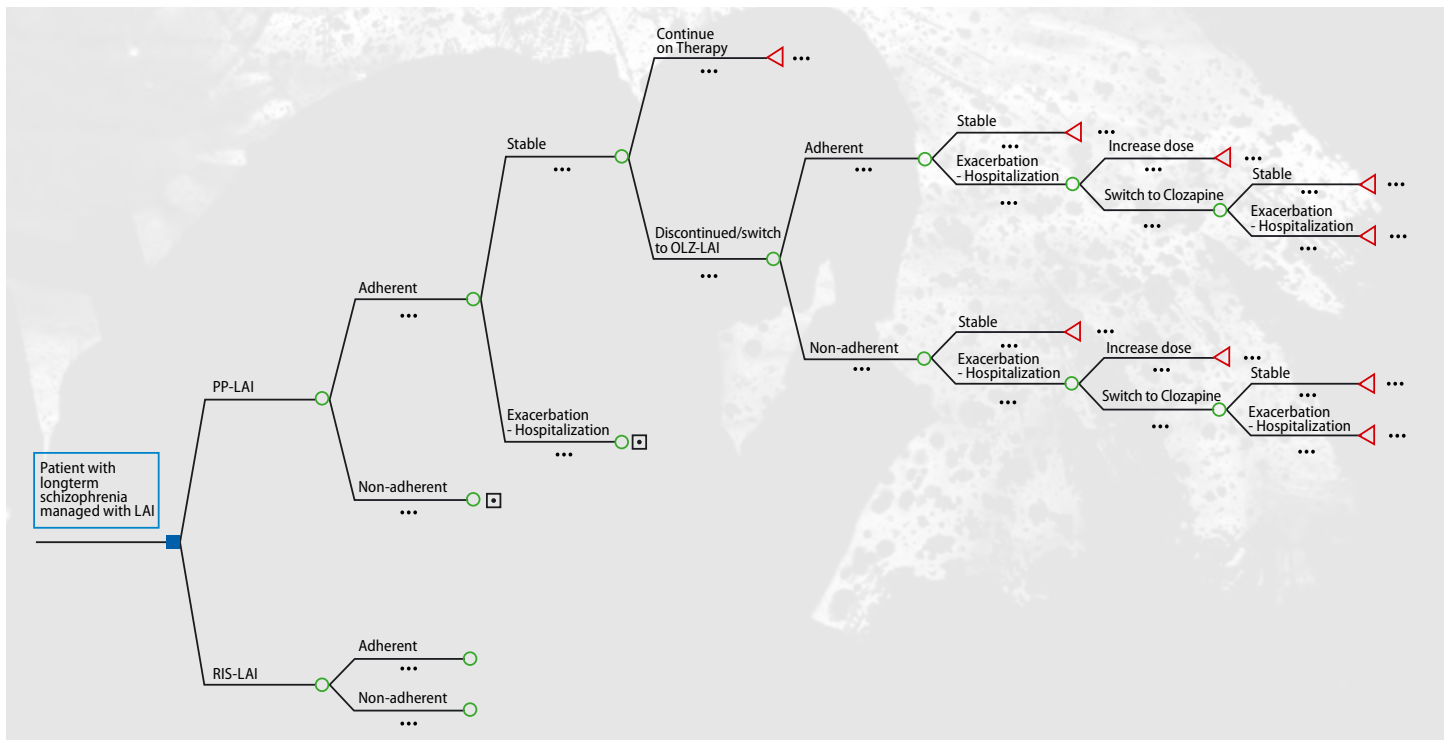 Continue
on Therapy
...
...
Stable
...
Adherent
...
Stable
...
...
Exacerbation
- Hospitalization
...
Increase dose
...
...
Switch to Clozapine
...
Stable
...
...
Exacerbation
- Hospitalization
...
...
Discontinued/switch
to OLZ-LAI
...
Adherent
...
Non-adherent
...
Stable
...
...
Exacerbation
- Hospitalization
...
Increase dose
...
...
Switch to Clozapine
...
Stable
...
...
Exacerbation
- Hospitalization
...
...
PP-LAI
Exacerbation
- Hospitalization
...
Patient with
longterm
schizophrenia
managed with LAI
Non-adherent
...
RIS-LAI
Adherent
...
Non-adherent
...